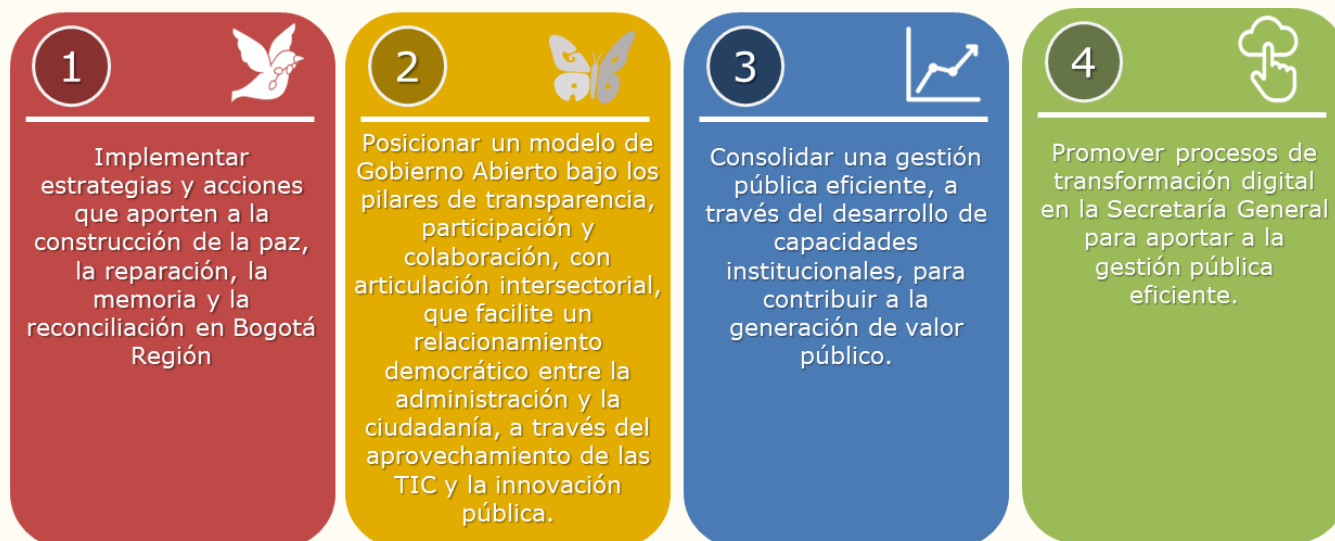 1
Implementar
estrategias y acciones
que aporten a la
construcción de la paz,
la reparación, la
memoria y la
reconciliación en Bogotá
Región
2
GAB
Posicionar un modelo de
Gobierno Abierto bajo los
pilares de transparencia,
participación y
colaboración, con
articulación intersectorial,
que facilite un
relacionamiento
democrático entre la
administración y la
ciudadanía, a través del
aprovechamiento de las
TIC y la innovación
pública.
3
Consolidar una gestión
pública eficiente, a
través del desarrollo de
capacidades
institucionales, para
contribuir a la
generación de valor
público.
4
Promover procesos de
transformación digital
en la Secretaría General
para aportar a la
gestión pública
eficiente.